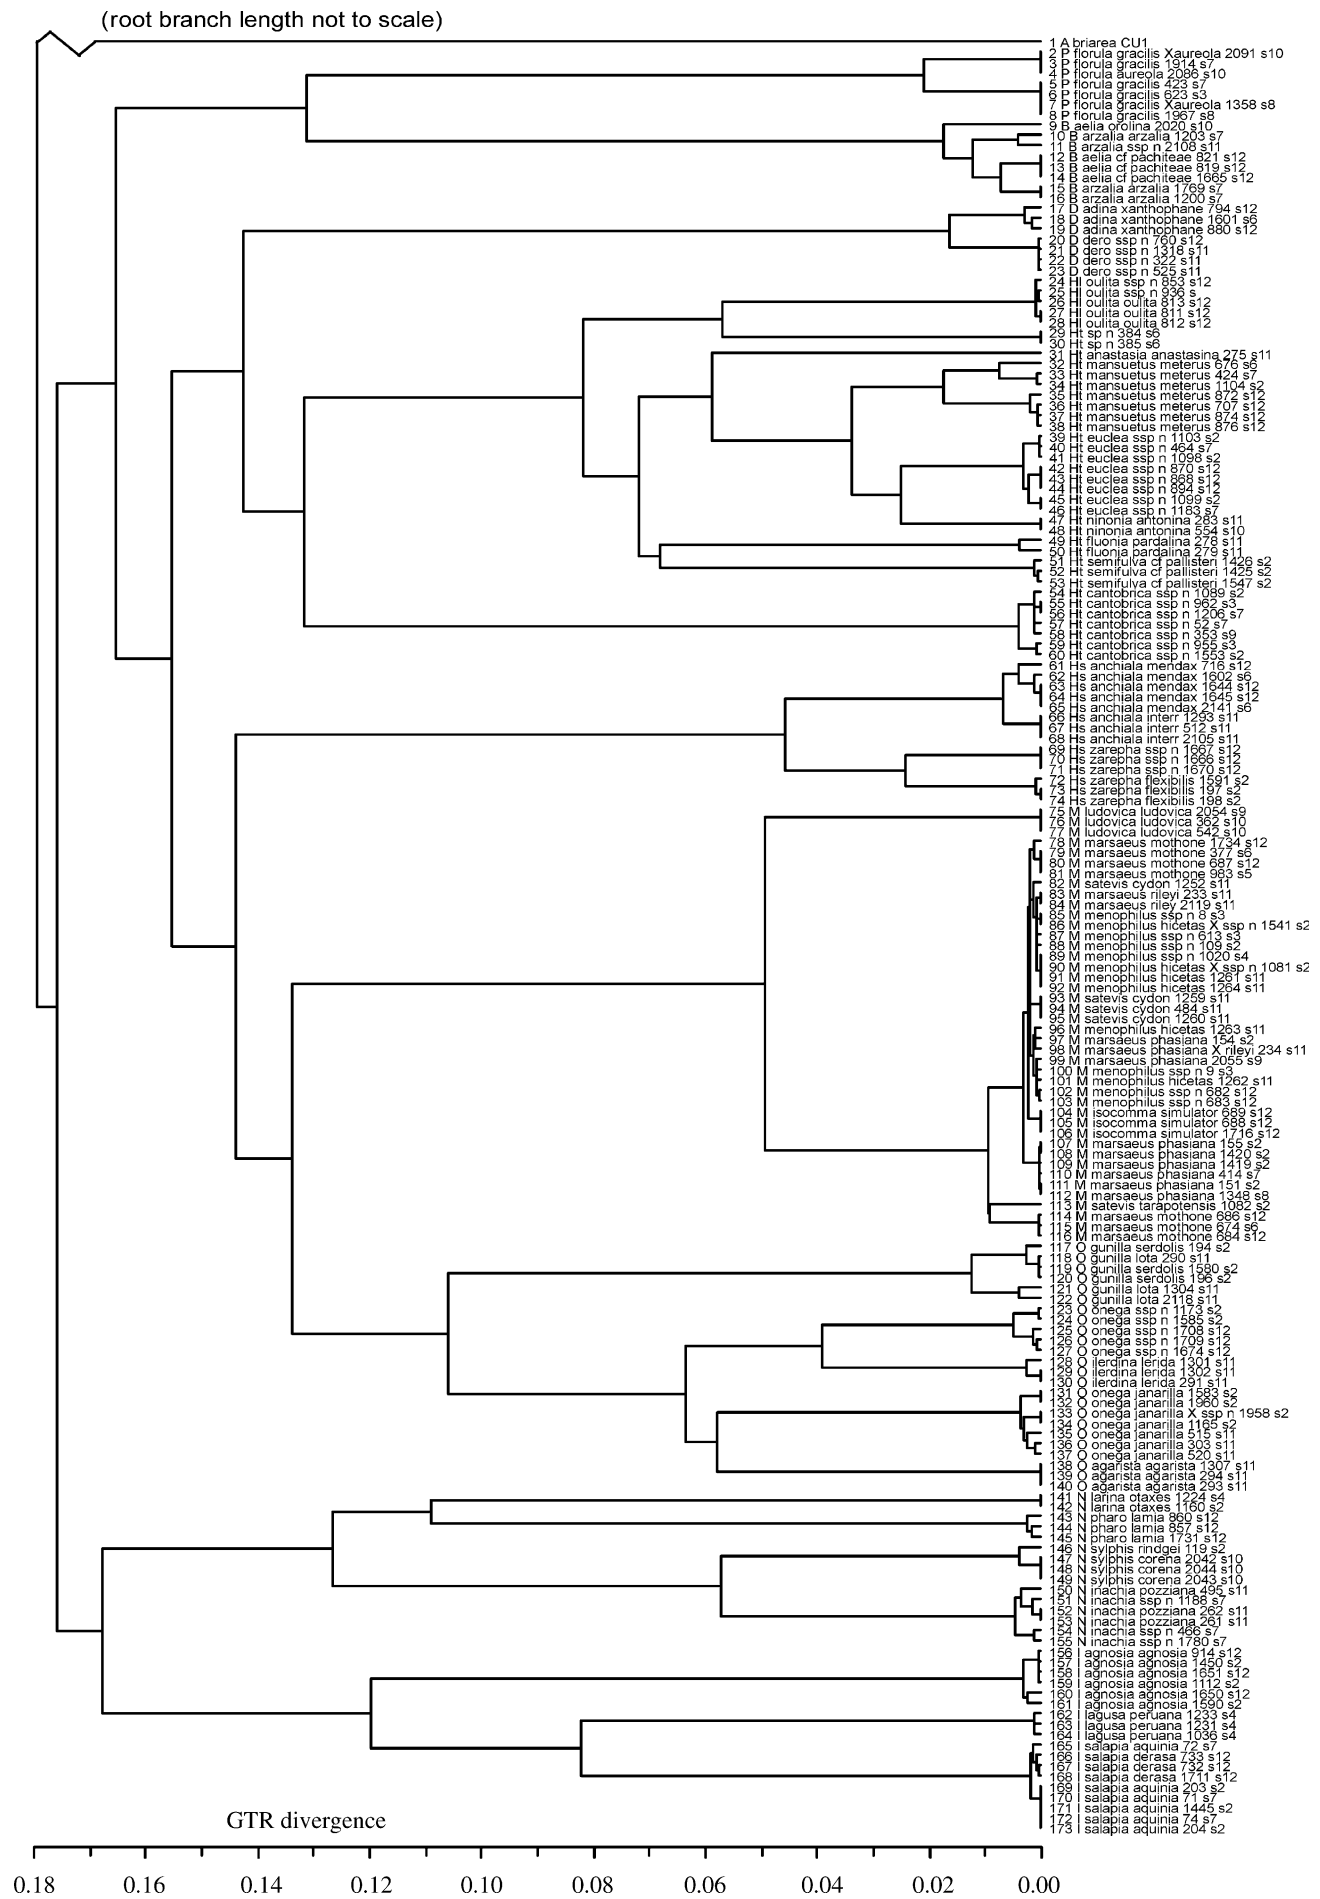 (root branch length not to scale)
1 A briarea CU1
2 P florula gracilis Xaureola 2091 s10
3 P florula gracilis 1914 s7
4 P florula aureola 2086 s10
5 P florula gracilis 423 s7
6 P florula gracilis 623 s3
7 P florula gracilis Xaureola 1358 s8
8 P florula gracilis 1967 s8
9 B aelia orolina 2020 s10
10 B arzalia arzalia 1203 s7
11 B arzalia ssp n 2108 s11
12 B aelia cf pachiteae 821 s12
13 B aelia cf pachiteae 819 s12
14 B aelia cf pachiteae 1665 s12
15 B arzalia arzalia 1769 s7
16 B arzalia arzalia 1200 s7
17 D adina xanthophane 794 s12
18 D adina xanthophane 1601 s6
19 D adina xanthophane 880 s12
20 D dero ssp n 760 s12
21 D dero ssp n 1318 s11
22 D dero ssp n 322 s11
23 D dero ssp n 525 s11
24 Hl oulita ssp n 853 s12
25 Hl oulita ssp n 936 s
26 Hl oulita oulita 813 s12
27 Hl oulita oulita 811 s12
28 Hl oulita oulita 812 s12
29 Ht sp n 384 s6
30 Ht sp n 385 s6
31 Ht anastasia anastasina 275 s11
32 Ht mansuetus meterus 676 s6
33 Ht mansuetus meterus 424 s7
34 Ht mansuetus meterus 1104 s2
35 Ht mansuetus meterus 872 s12
36 Ht mansuetus meterus 707 s12
37 Ht mansuetus meterus 874 s12
38 Ht mansuetus meterus 876 s12
39 Ht euclea ssp n 1103 s2
40 Ht euclea ssp n 464 s7
41 Ht euclea ssp n 1098 s2
42 Ht euclea ssp n 870 s12
43 Ht euclea ssp n 868 s12
44 Ht euclea ssp n 894 s12
45 Ht euclea ssp n 1099 s2
46 Ht euclea ssp n 1183 s7
47 Ht ninonia antonina 283 s11
48 Ht ninonia antonina 554 s10
49 Ht fluonia pardalina 278 s11
50 Ht fluonia pardalina 279 s11
51 Ht semifulva cf pallisteri 1426 s2
52 Ht semifulva cf pallisteri 1425 s2
53 Ht semifulva cf pallisteri 1547 s2
54 Ht cantobrica ssp n 1089 s2
55 Ht cantobrica ssp n 962 s3
56 Ht cantobrica ssp n 1206 s7
57 Ht cantobrica ssp n 52 s7
58 Ht cantobrica ssp n 353 s9
59 Ht cantobrica ssp n 955 s3
60 Ht cantobrica ssp n 1553 s2
61 Hs anchiala mendax 716 s12
62 Hs anchiala mendax 1602 s6
63 Hs anchiala mendax 1644 s12
64 Hs anchiala mendax 1645 s12
65 Hs anchiala mendax 2141 s6
66 Hs anchiala interr 1293 s11
67 Hs anchiala interr 512 s11
68 Hs anchiala interr 2105 s11
69 Hs zarepha ssp n 1667 s12
70 Hs zarepha ssp n 1666 s12
71 Hs zarepha ssp n 1670 s12
72 Hs zarepha flexibilis 1591 s2
73 Hs zarepha flexibilis 197 s2
74 Hs zarepha flexibilis 198 s2
75 M ludovica ludovica 2054 s9
76 M ludovica ludovica 362 s10
77 M ludovica ludovica 542 s10
78 M marsaeus mothone 1734 s12
79 M marsaeus mothone 377 s6
80 M marsaeus mothone 687 s12
81 M marsaeus mothone 983 s5
82 M satevis cydon 1252 s11
83 M marsaeus rileyi 233 s11
84 M marsaeus riley 2119 s11
85 M menophilus ssp n 8 s3
86 M menophilus hicetas X ssp n 1541 s2
87 M menophilus ssp n 613 s3
88 M menophilus ssp n 109 s2
89 M menophilus ssp n 1020 s4
90 M menophilus hicetas X ssp n 1081 s2
91 M menophilus hicetas 1261 s11
92 M menophilus hicetas 1264 s11
93 M satevis cydon 1259 s11
94 M satevis cydon 484 s11
95 M satevis cydon 1260 s11
96 M menophilus hicetas 1263 s11
97 M marsaeus phasiana 154 s2
98 M marsaeus phasiana X rileyi 234 s11
99 M marsaeus phasiana 2055 s9
100 M menophilus ssp n 9 s3
101 M menophilus hicetas 1262 s11
102 M menophilus ssp n 682 s12
103 M menophilus ssp n 683 s12
104 M isocomma simulator 689 s12
105 M isocomma simulator 688 s12
106 M isocomma simulator 1716 s12
107 M marsaeus phasiana 155 s2
108 M marsaeus phasiana 1420 s2
109 M marsaeus phasiana 1419 s2
110 M marsaeus phasiana 414 s7
111 M marsaeus phasiana 151 s2
112 M marsaeus phasiana 1348 s8
113 M satevis tarapotensis 1082 s2
114 M marsaeus mothone 686 s12
115 M marsaeus mothone 674 s6
116 M marsaeus mothone 684 s12
117 O gunilla serdolis 194 s2
118 O gunilla lota 290 s11
119 O gunilla serdolis 1580 s2
120 O gunilla serdolis 196 s2
121 O gunilla lota 1304 s11
122 O gunilla lota 2118 s11
123 O onega ssp n 1173 s2
124 O onega ssp n 1585 s2
125 O onega ssp n 1708 s12
126 O onega ssp n 1709 s12
127 O onega ssp n 1674 s12
128 O ilerdina lerida 1301 s11
129 O ilerdina lerida 1302 s11
130 O ilerdina lerida 291 s11
131 O onega janarilla 1583 s2
132 O onega janarilla 1960 s2
133 O onega janarilla X ssp n 1958 s2
134 O onega janarilla 1165 s2
135 O onega janarilla 515 s11
136 O onega janarilla 303 s11
137 O onega janarilla 520 s11
138 O agarista agarista 1307 s11
139 O agarista agarista 294 s11
140 O agarista agarista 293 s11
141 N larina otaxes 1224 s4
142 N larina otaxes 1160 s2
143 N pharo lamia 860 s12
144 N pharo lamia 857 s12
145 N pharo lamia 1731 s12
146 N sylphis rindgei 119 s2
147 N sylphis corena 2042 s10
148 N sylphis corena 2044 s10
149 N sylphis corena 2043 s10
150 N inachia pozziana 495 s11
151 N inachia ssp n 1188 s7
152 N inachia pozziana 262 s11
153 N inachia pozziana 261 s11
154 N inachia ssp n 466 s7
155 N inachia ssp n 1780 s7
156 I agnosia agnosia 914 s12
157 I agnosia agnosia 1450 s2
158 I agnosia agnosia 1651 s12
159 I agnosia agnosia 1112 s2
160 I agnosia agnosia 1650 s12
161 I agnosia agnosia 1590 s2
162 I lagusa peruana 1233 s4
163 I lagusa peruana 1231 s4
164 I lagusa peruana 1036 s4
165 I salapia aquinia 72 s7
166 I salapia derasa 733 s12
167 I salapia derasa 732 s12
168 I salapia derasa 1711 s12
169 I salapia aquinia 203 s2
170 I salapia aquinia 71 s7
171 I salapia aquinia 1445 s2
172 I salapia aquinia 74 s7
173 I salapia aquinia 204 s2
GTR divergence
0.18 0.16 0.14 0.12 0.10 0.08 0.06 0.04 0.02 0.00